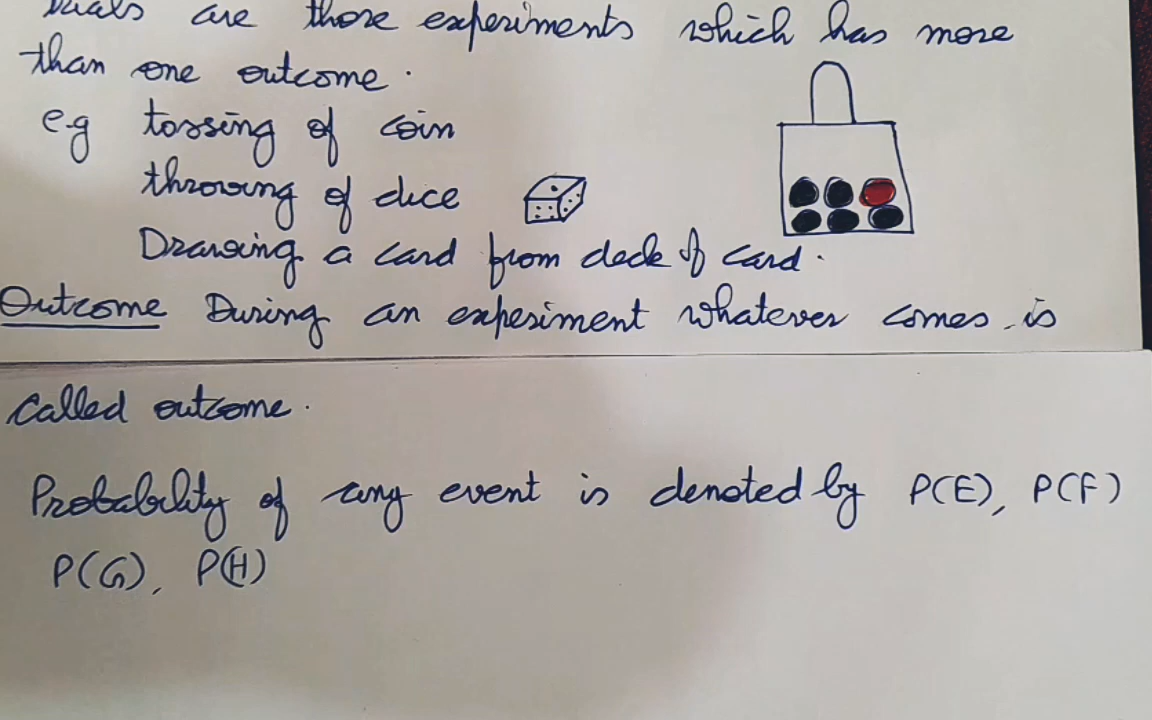 trials are those experiments which has more
than one outcome.
e.g tossing of coin
throwing of dice
Drawing a card from deck of card.
Outcome During an experiment whatever comes is
called outcome.
Probability of any event is denoted by P(E), P(F)
P(G), P(H)